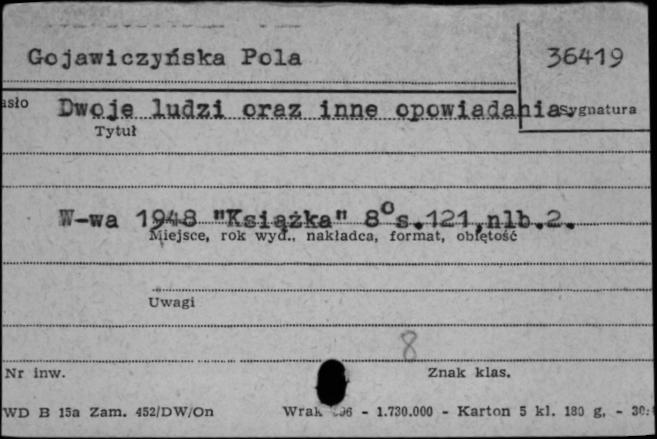 Gojawiczyńska Pola
36419
asło Dwoje ludzi oraz inne opowiadania. Sygnatura
Tytuł
W-wa 1948 "Książka" 8° s.121,nlb.2.
Miejsce, rok wyd., nakładca, format, objętość
Uwagi
8
Nr inw.
Znak klas.
WD B 15a Zam. 452/DW/On Wrak - 1.730.000 - Karton 5 kl. 180 g. -